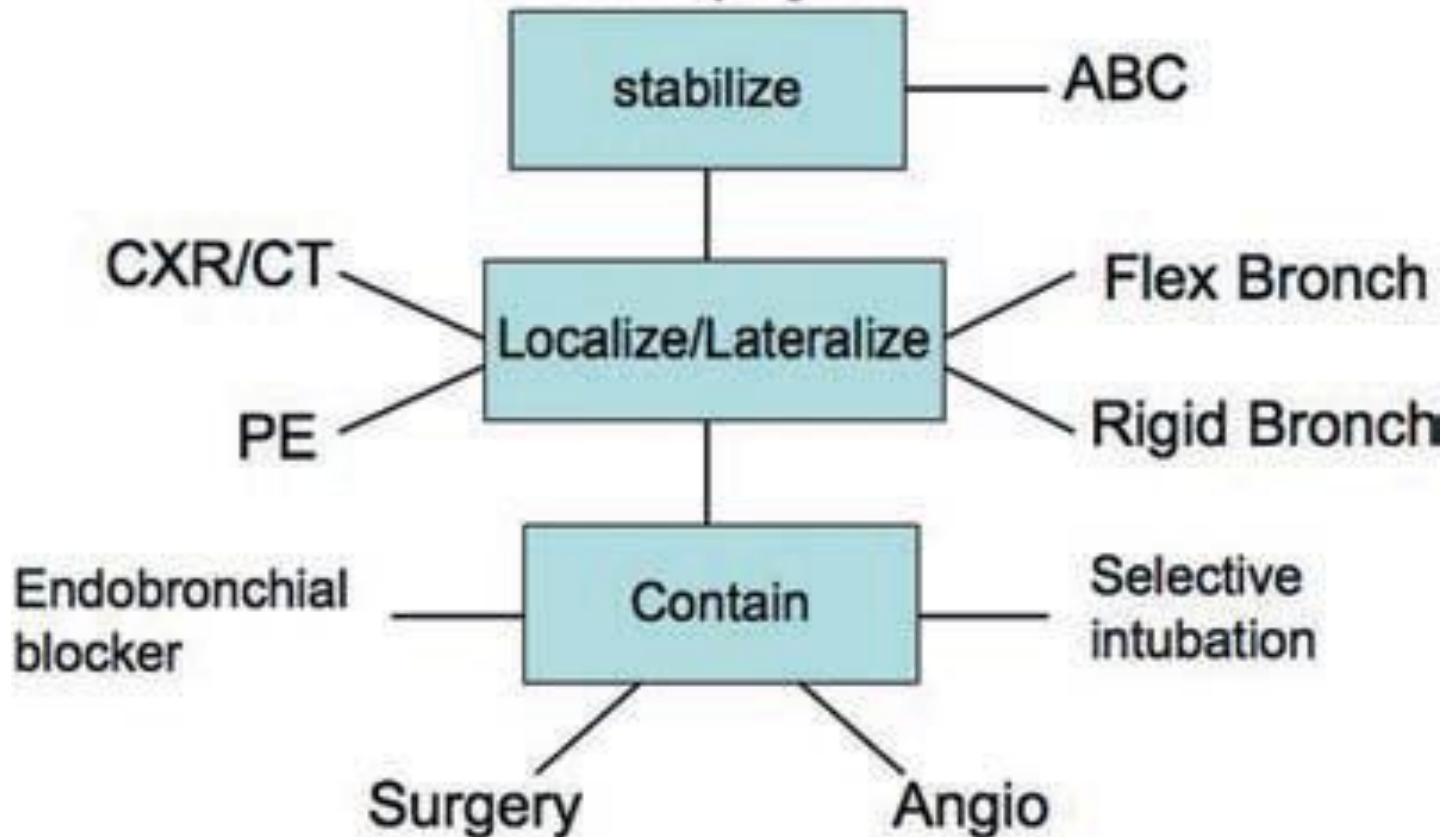 stabilize
ABC
CXR/CT
Flex Bronch
Localize/Lateralize
PE
Rigid Bronch
Endobronchial
blocker
Contain
Selective
intubation
Surgery
Angio